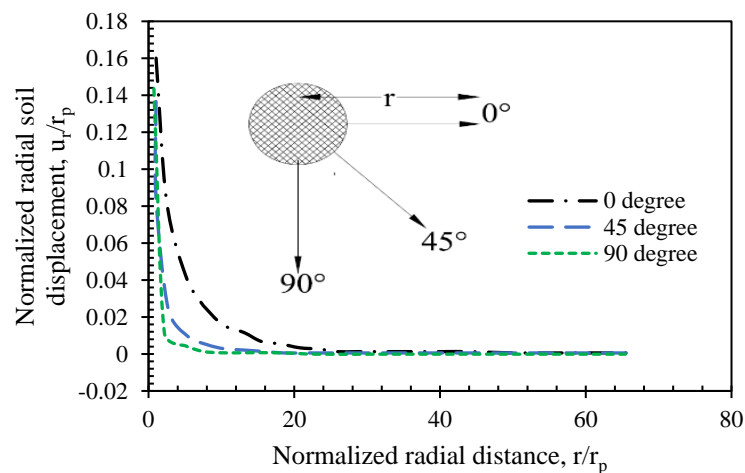 Normalized radial soil
displacement, uᵣ/rₚ
0.18
0.16
0.14
0.12
0.1
0.08
0.06
0.04
0.02
0
-0.02
r
0°
45°
90°
0 degree
45 degree
90 degree
0
20
40
60
80
Normalized radial distance, r/rₚ